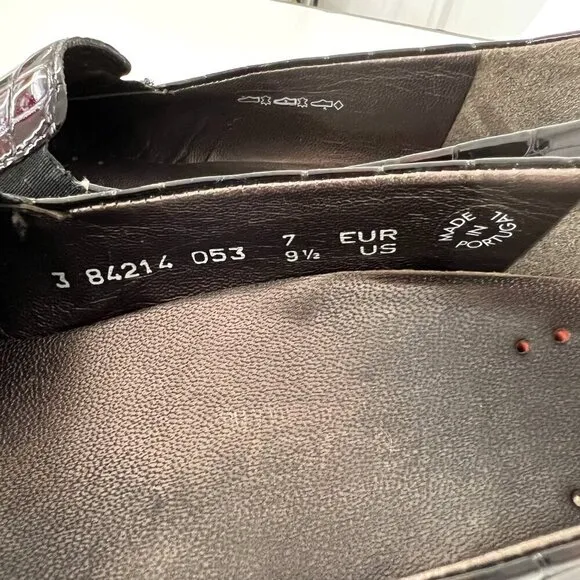 3 84214 053 7 EUR
9½ US
MADE IN PORTUGAL